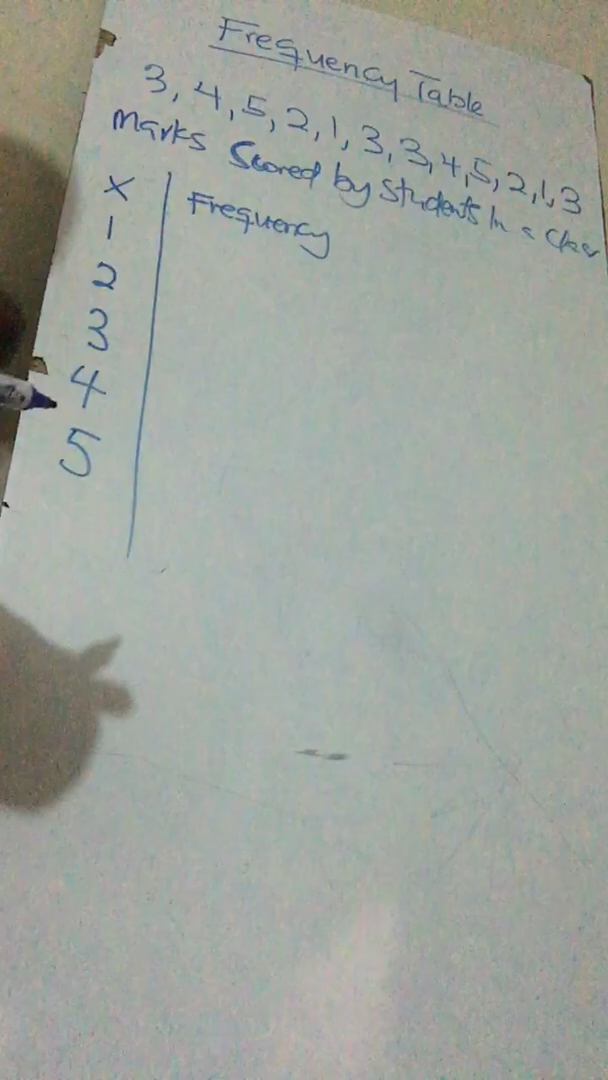 Frequency Table
3, 4, 5, 2, 1, 3, 3, 4, 5, 2, 1, 3
Marks Scored by students in a
X | Frequency
1
2
3
4
5